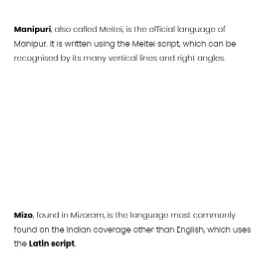 Manipuri, also called Meitei, is the official language of
Manipur. It is written using the Meitei script, which can be
recognised by its many vertical lines and right angles.
Mizo, found in Mizoram, is the language most commonly
found on the Indian coverage other than English, which uses
the Latin script.